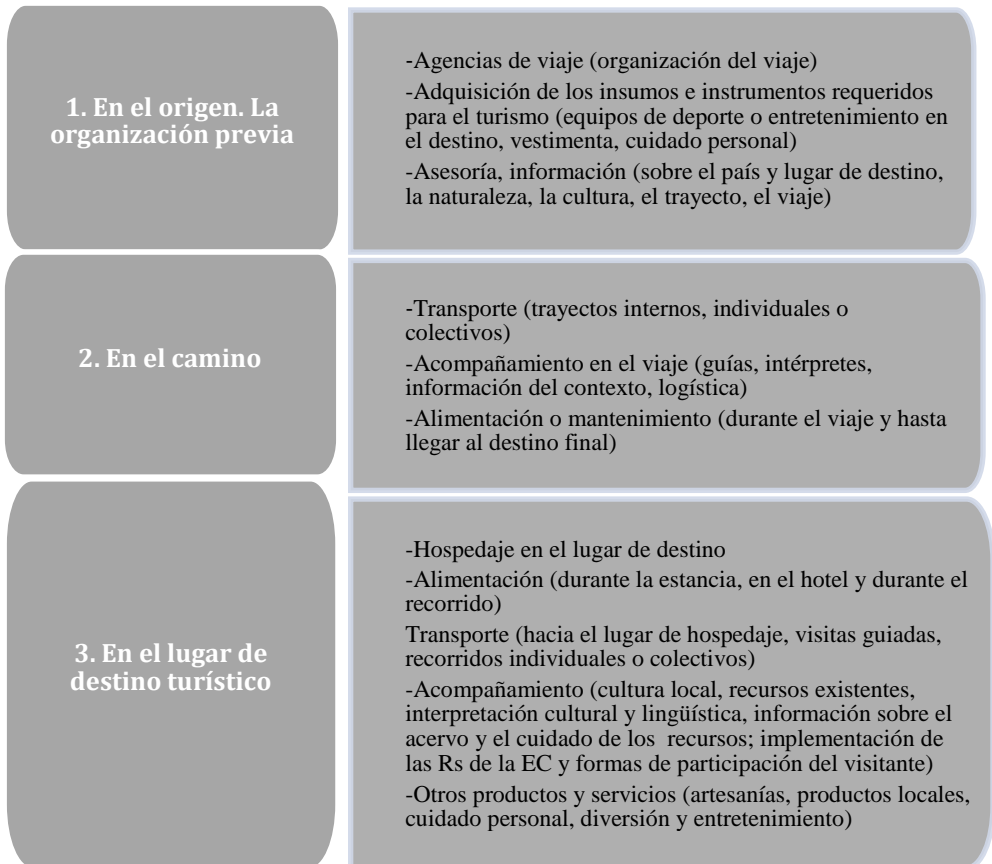 1. En el origen. La
organización previa
-Agencias de viaje (organización del viaje)
-Adquisición de los insumos e instrumentos requeridos
para el turismo (equipos de deporte o entretenimiento en
el destino, vestimenta, cuidado personal)
-Asesoría, información (sobre el país y lugar de destino,
la naturaleza, la cultura, el trayecto, el viaje)
2. En el camino
-Transporte (trayectos internos, individuales o
colectivos)
-Acompañamiento en el viaje (guías, intérpretes,
información del contexto, logística)
-Alimentación o mantenimiento (durante el viaje y hasta
llegar al destino final)
3. En el lugar de
destino turístico
-Hospedaje en el lugar de destino
-Alimentación (durante la estancia, en el hotel y durante el
recorrido)
Transporte (hacia el lugar de hospedaje, visitas guiadas,
recorridos individuales o colectivos)
-Acompañamiento (cultura local, recursos existentes,
interpretación cultural y lingüística, información sobre el
acervo y el cuidado de los  recursos; implementación de
las Rs de la EC y formas de participación del visitante)
-Otros productos y servicios (artesanías, productos locales,
cuidado personal, diversión y entretenimiento)